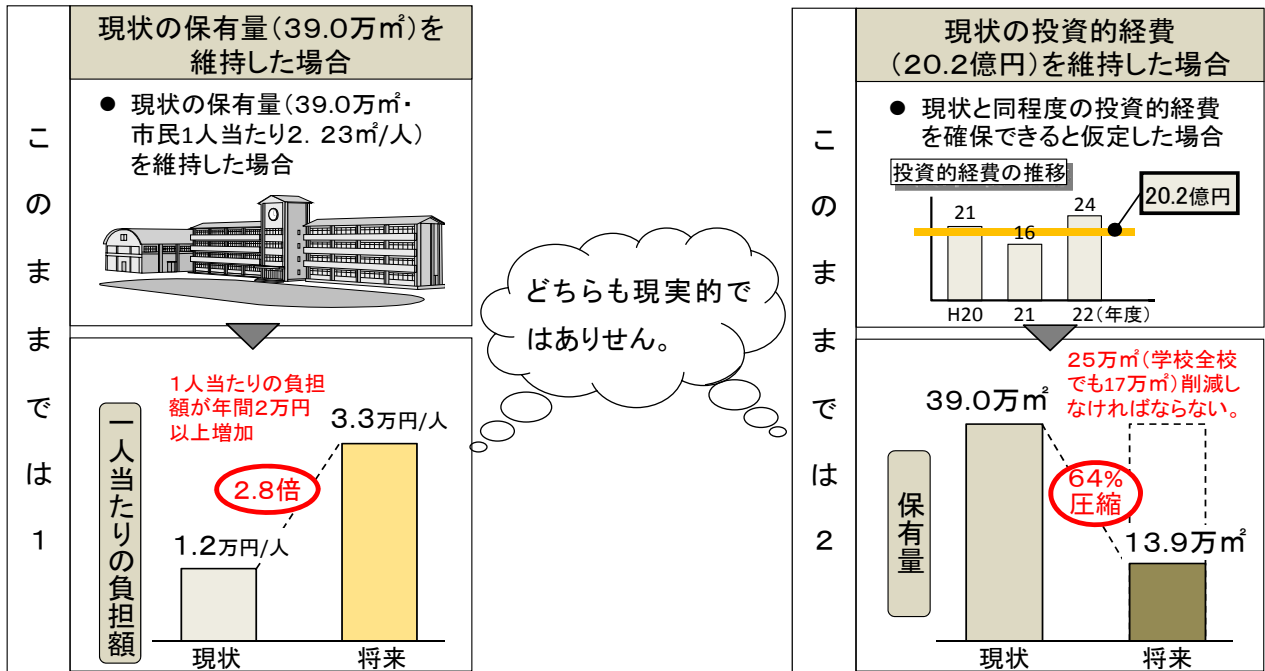 このままでは1
現状の保有量(39.0万㎡)を
維持した場合
● 現状の保有量(39.0万㎡・
市民1人当たり2.23㎡/人)
を維持した場合
一人当たりの負担額
1人当たりの負担
額が年間2万円
以上増加
3.3万円/人
2.8倍
1.2万円/人
現状
将来
どちらも現実的で
はありせん。
このままでは2
現状の投資的経費
(20.2億円)を維持した場合
● 現状と同程度の投資的経費
を確保できると仮定した場合
投資的経費の推移
20.2億円
21
16
24
H20
21
22(年度)
25万㎡(学校全校
でも17万㎡)削減し
なければならない。
39.0万㎡
64%
圧縮
13.9万㎡
保有量
現状
将来